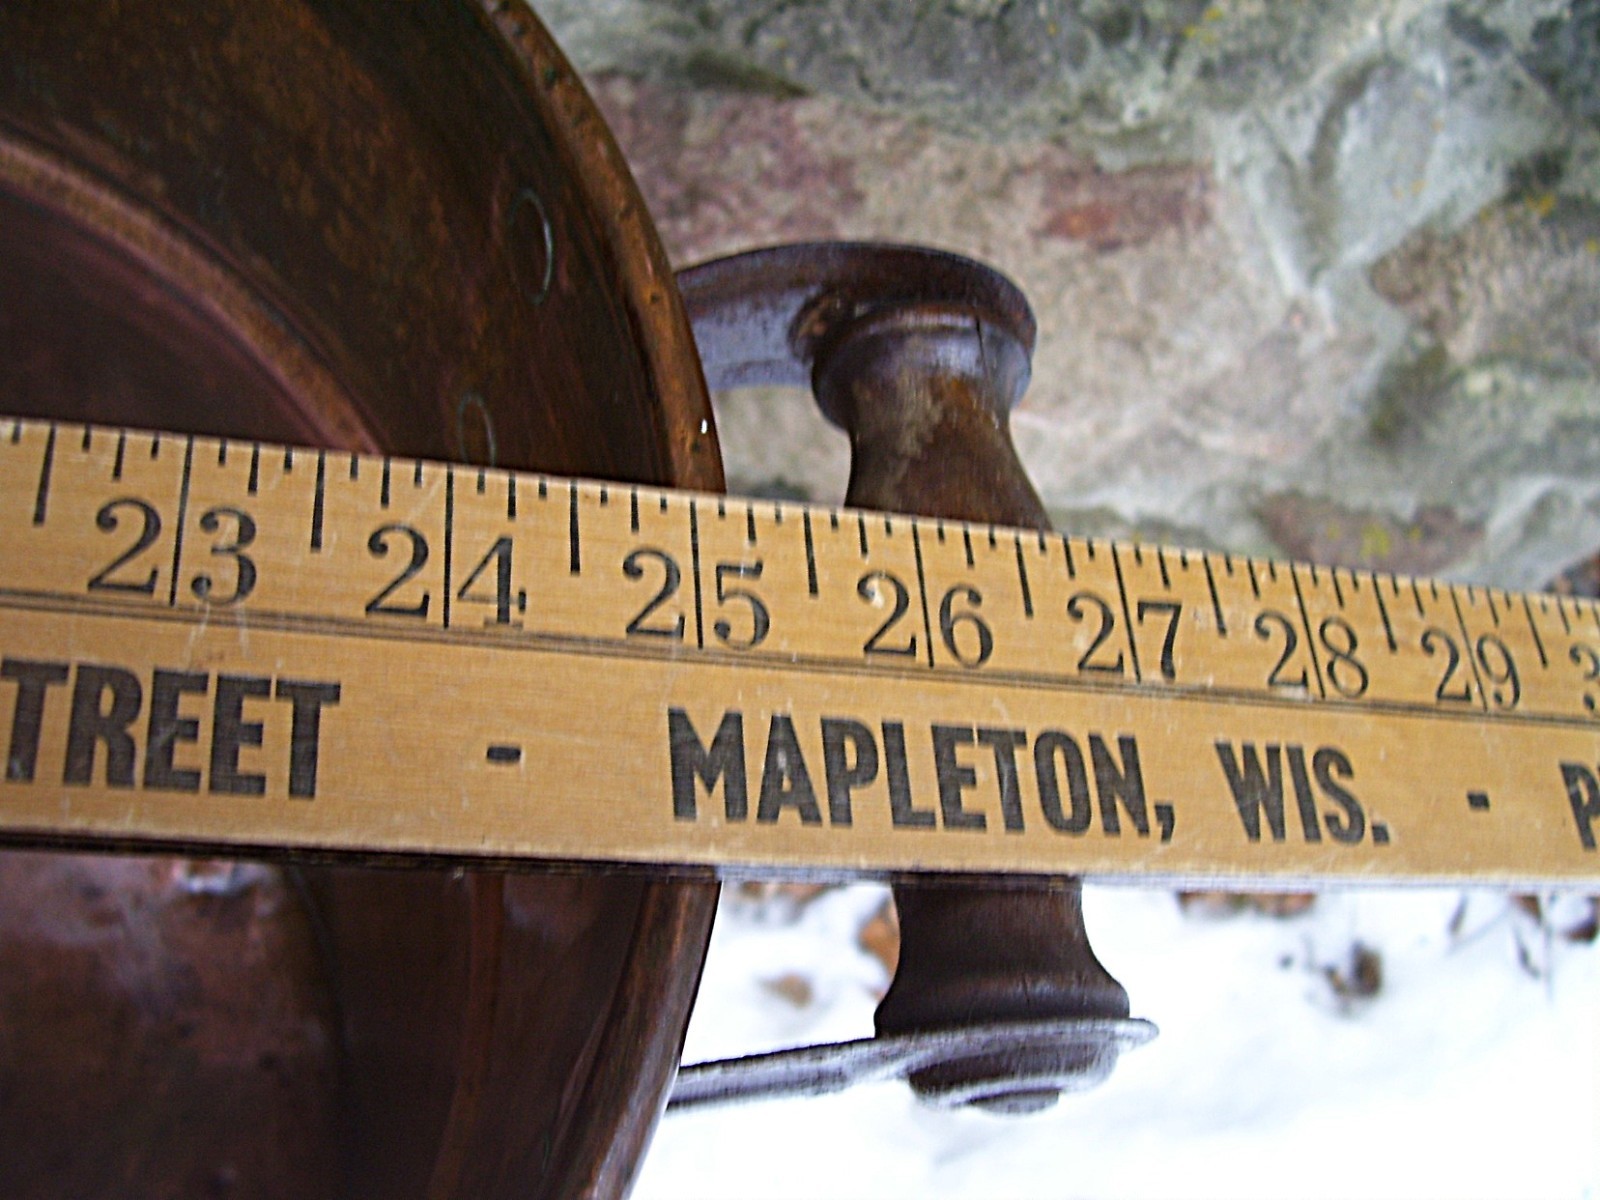 23 24 25 26 27 28 29
TREET - MAPLETON, WIS. -